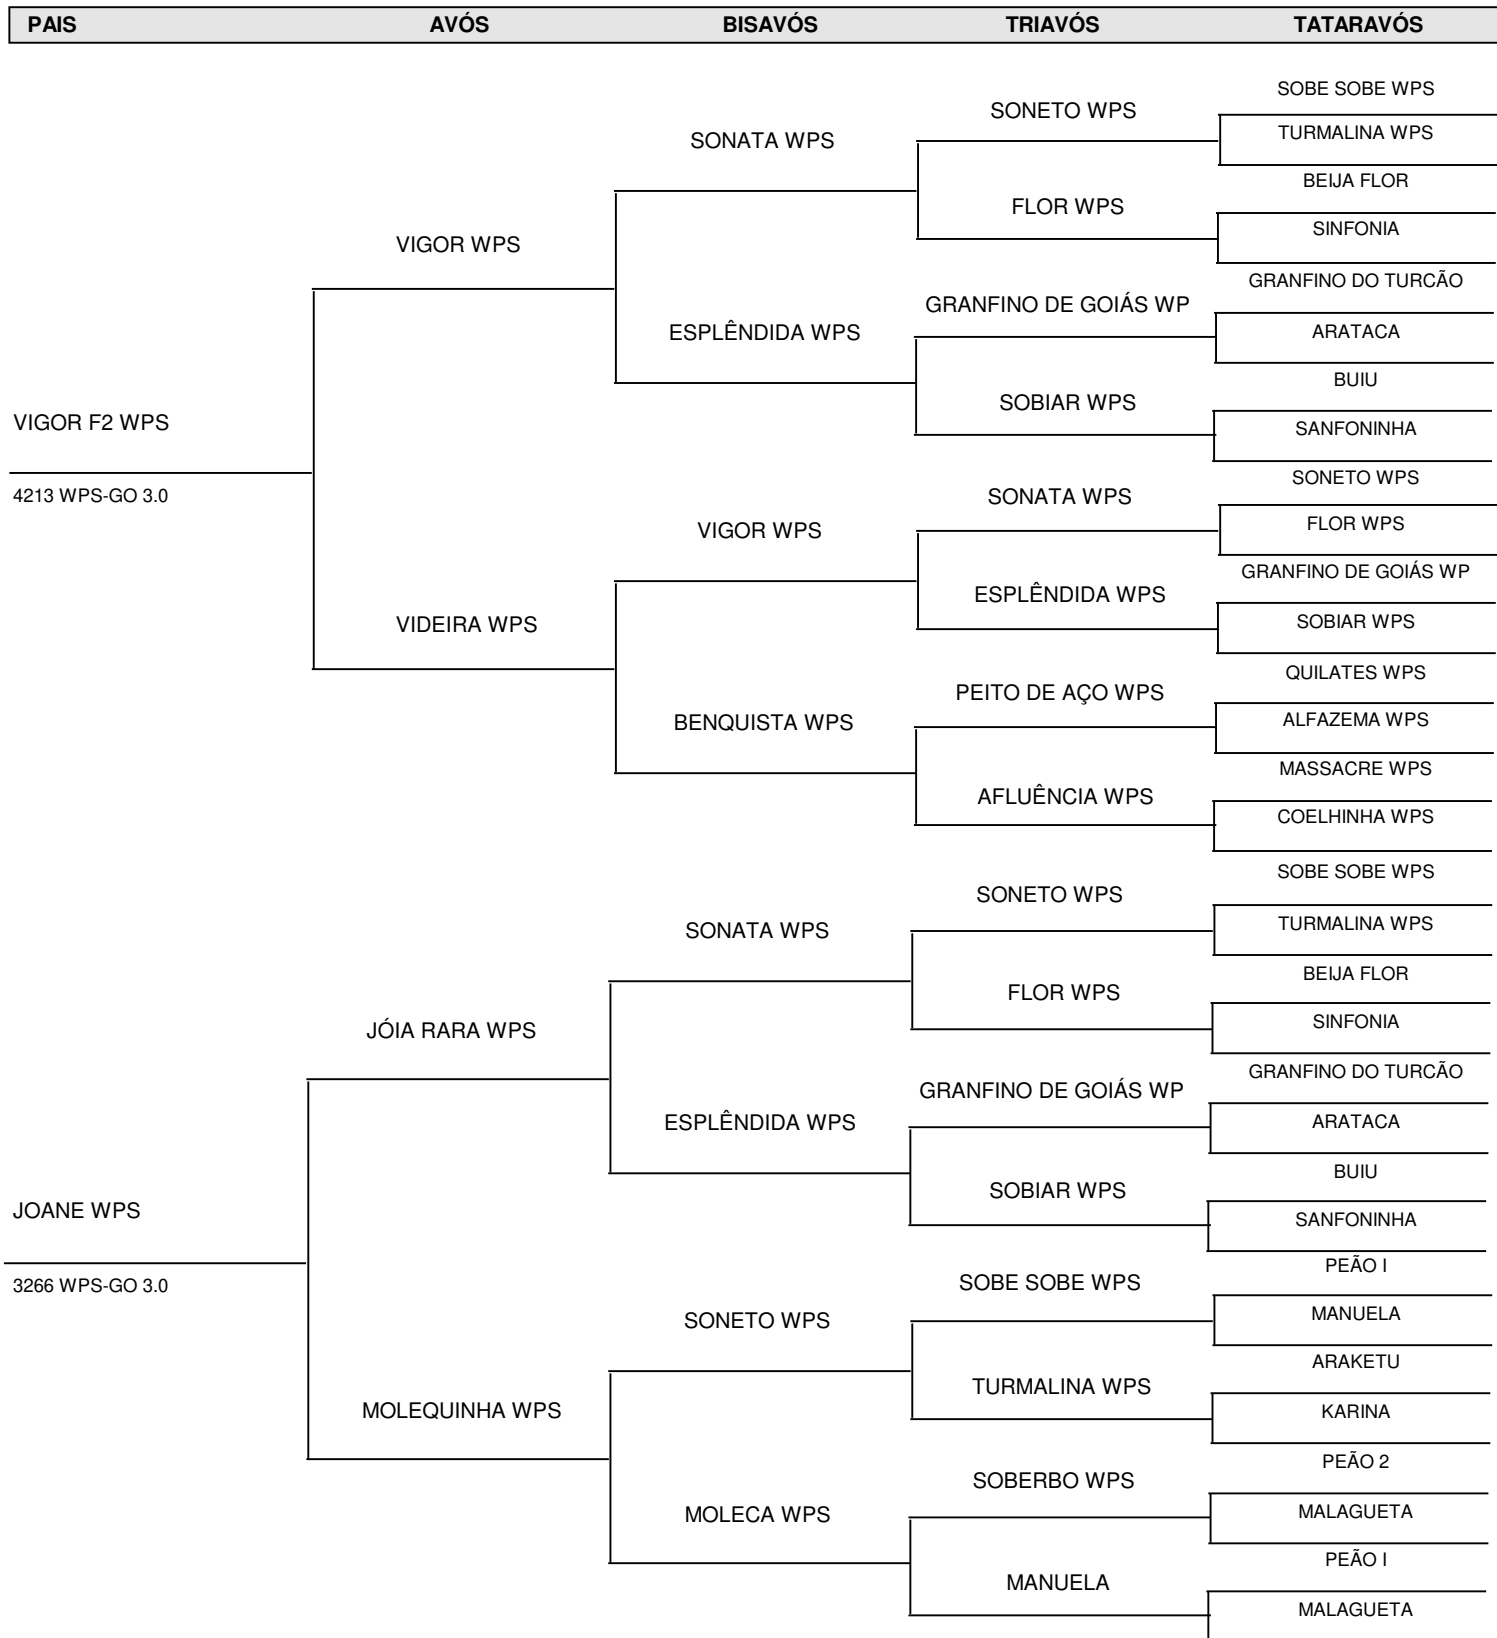 PAIS AVÓS BISAVÓS TRIAVÓS TATARAVÓS
SOBE SOBE WPS
SONETO WPS
TURMALINA WPS
SONATA WPS
BEIJA FLOR
FLOR WPS
SINFONIA
VIGOR WPS
GRANFINO DO TURCÃO
GRANFINO DE GOIÁS WP
ARATACA
ESPLÊNDIDA WPS
BUIU
SOBIAR WPS
SANFONINHA
VIGOR F2 WPS
4213 WPS-GO 3.0
SONETO WPS
SONATA WPS
FLOR WPS
VIGOR WPS
GRANFINO DE GOIÁS WP
ESPLÊNDIDA WPS
SOBIAR WPS
VIDEIRA WPS
QUILATES WPS
PEITO DE AÇO WPS
ALFAZEMA WPS
BENQUISTA WPS
MASSACRE WPS
AFLUÊNCIA WPS
COELHINHA WPS
SOBE SOBE WPS
SONETO WPS
TURMALINA WPS
SONATA WPS
BEIJA FLOR
FLOR WPS
SINFONIA
JÓIA RARA WPS
GRANFINO DO TURCÃO
GRANFINO DE GOIÁS WP
ARATACA
ESPLÊNDIDA WPS
BUIU
SOBIAR WPS
SANFONINHA
JOANE WPS
3266 WPS-GO 3.0
PEÃO I
SOBE SOBE WPS
MANUELA
SONETO WPS
ARAKETU
TURMALINA WPS
KARINA
MOLEQUINHA WPS
PEÃO 2
SOBERBO WPS
MALAGUETA
MOLECA WPS
PEÃO I
MANUELA
MALAGUETA